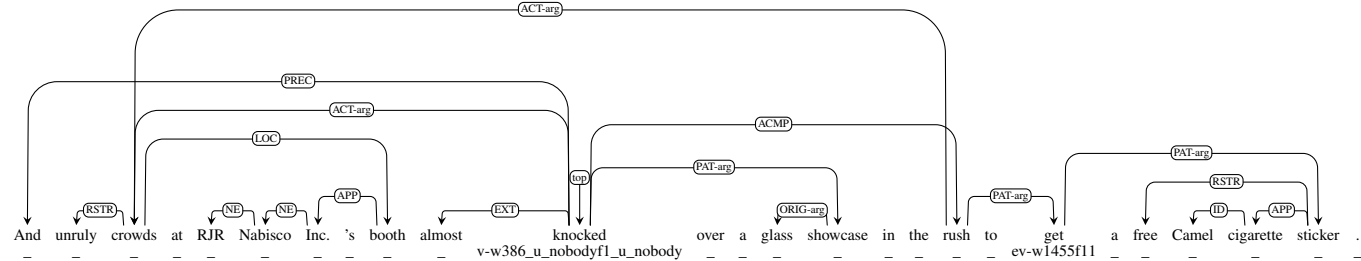 ACT-arg
PREC
ACT-arg
ACMP
LOC
PAT-arg
PAT-arg
top
RSTR
APP
PAT-arg
RSTR
NE
NE
EXT
ORIG-arg
ID
APP
And unruly crowds at RJR Nabisco Inc. 's booth almost knocked over a glass showcase in the rush to get a free Camel cigarette sticker .
_ _ _ _ _ _ _ _ _ _ v-w386_u_nobodyf1_u_nobody _ _ _ _ _ _ _ _ ev-w1455f11 _ _ _ _ _ _